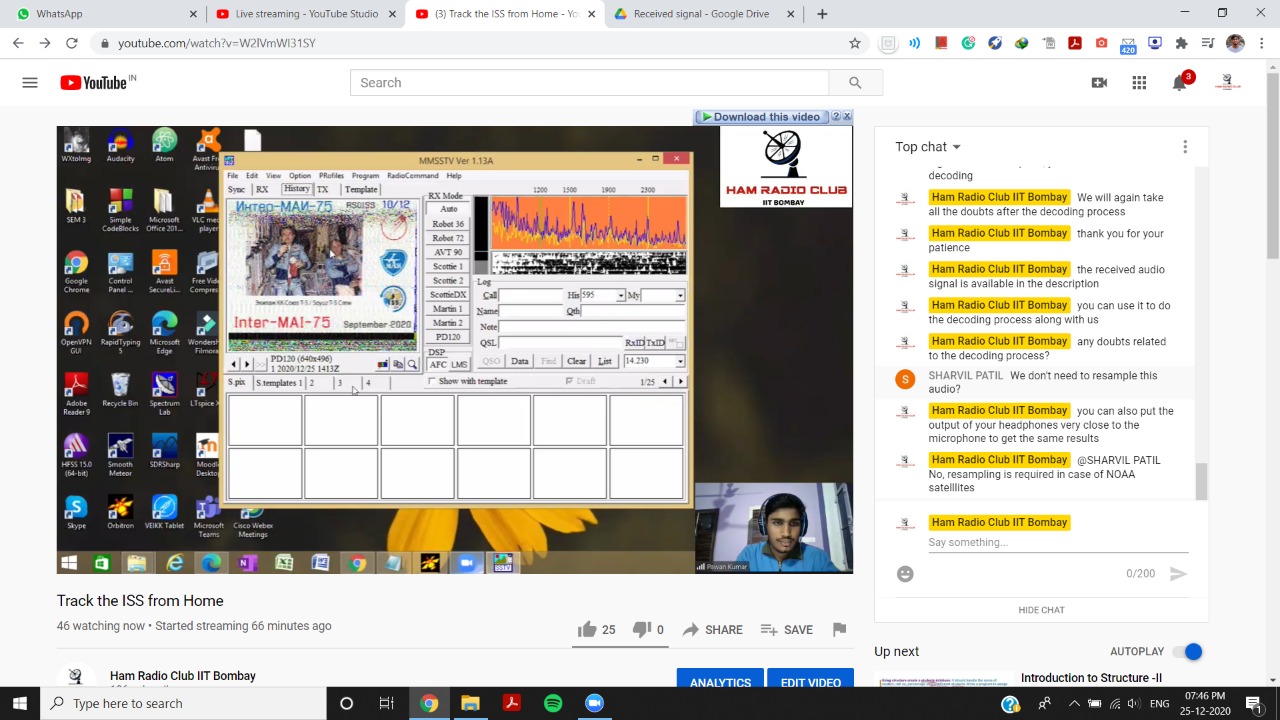 WhatsApp
YouTube
(3) Track the ISS from Home - Yo
Received signal - Google Drive
youtube.com/watch?v=W2lVmWI31SY
420
YouTube IN
Search
3
Download this video
WXtoImg
Audacity
Atom
Avast Free
SEM 3
Simple CodeBlocks
Microsoft Office 201...
VLC med player
Google Chrome
Control Panel ...
Avast SecureLi...
Free Video Compres
OpenVPN GUI
RapidTyping 5
Microsoft Edge
Wondersh Filmora
Adobe Reader 9
Recycle Bin
Spectrum Lab
LTspice X
HFSS 15.0 (64-bit)
Smooth Meteor
SDRSharp
Moodle Desktop
Skype
Orbitron
VEIKK Tablet
Microsoft Teams
Cisco Webex Meetings
MMSSTV Ver 1.13A
File Edit View Option PRofiles Program RadioCommand Help
Sync RX History TX Template
Интер-МАИ-75
RS0ISS
10/12
MAI-75
September 2020
PD120 (640x496)
S.pix S.templates 1 2 3 4
RX Mode
Auto
Robot 36
Robot 72
AVT 90
Scottie 1
Scottie 2
ScottieDX
Martin 1
Martin 2
PD120
DSP
AFC
LMS
1200 1500 1900 2300
Log
Call
His 595
My
Name
Qth
Note
QSL
RxID TxID
QSO Data Find Clear List 14.230
Show with template
Draft
1/25
HAM RADIO CLUB
IIT BOMBAY
Pawan Kumar
Track the ISS from Home
46 watching now • Started streaming 66 minutes ago
25
0
SHARE
SAVE
Ham Radio Club IIT Bombay
ANALYTICS
EDIT VIDEO
Top chat
decoding
Ham Radio Club IIT Bombay We will again take
all the doubts after the decoding process
Ham Radio Club IIT Bombay thank you for your
patience
Ham Radio Club IIT Bombay the received audio
signal is available in the description
Ham Radio Club IIT Bombay you can use it to do
the decoding process along with us
Ham Radio Club IIT Bombay any doubts related
to the decoding process?
S
SHARVIL PATIL We don't need to resample this
audio?
Ham Radio Club IIT Bombay you can also put the
output of your headphones very close to the
microphone to get the same results
Ham Radio Club IIT Bombay @SHARVIL PATIL
No, resampling is required in case of NOAA
satelllites
Ham Radio Club IIT Bombay
Say something...
0/200
HIDE CHAT
Up next
AUTOPLAY
Introduction to Structure -II
Type here to search
ENG
07:46 PM
25-12-2020
1